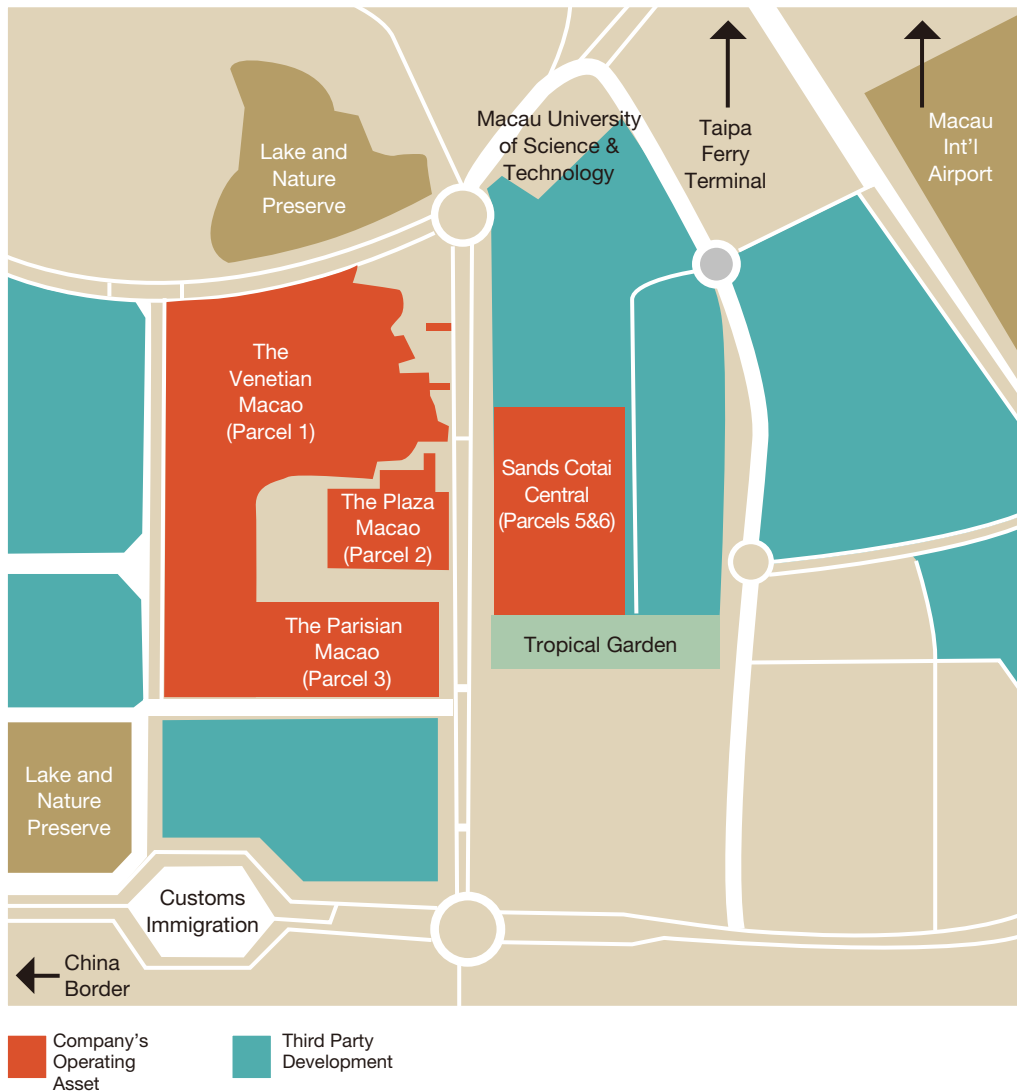 Macau University
of Science &
Technology
Taipa
Ferry
Terminal
Macau
Int'l
Airport
Lake and
Nature
Preserve
The
Venetian
Macao
(Parcel 1)
The Plaza
Macao
(Parcel 2)
Sands Cotai
Central
(Parcels 5&6)
The Parisian
Macao
(Parcel 3)
Tropical Garden
Lake and
Nature
Preserve
Customs
Immigration
China
Border
Company's
Operating
Asset
Third Party
Development